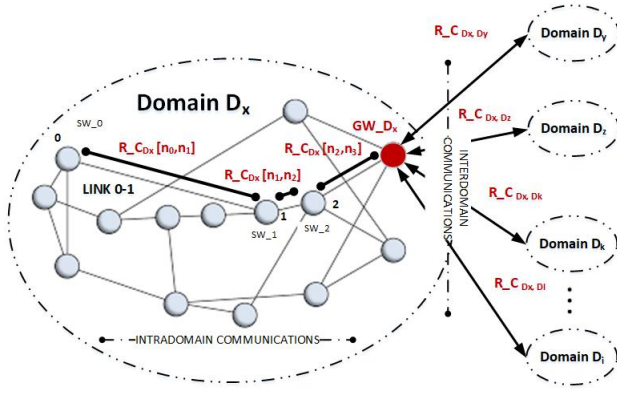 R_C Dx, Dy
Domain Dy
Domain Dx
SW_0
0
GW_Dx
R_C Dx, Dz
Domain Dz
R_CDx [n0,n1]
R_CDx [n2,n3]
R_CDx [n1,n2]
LINK 0-1
INTERDOMAIN
COMMUNICATIONS
R_C Dx, Dk
1
2
SW_1
SW_2
Domain Dk
R_C Dx, Di
INTRADOMAIN COMMUNICATIONS
Domain Di